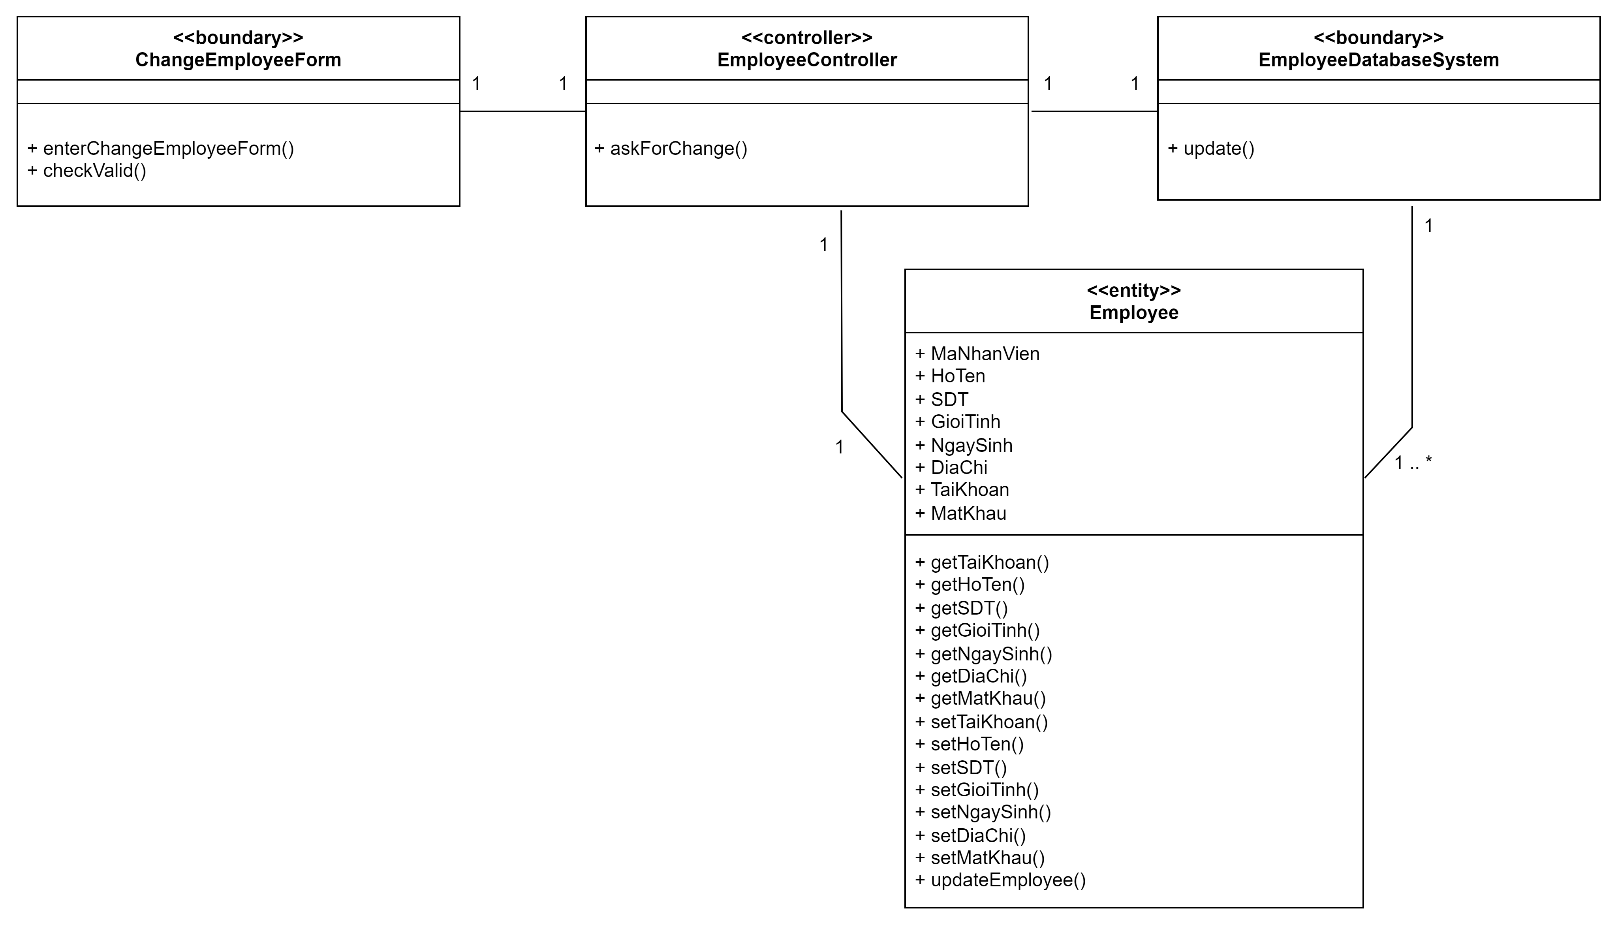 <<boundary>>
ChangeEmployeeForm
+ enterChangeEmployeeForm()
+ checkValid()
1
1
<<controller>>
EmployeeController
+ askForChange()
1
1
<<boundary>>
EmployeeDatabaseSystem
+ update()
1
1
1
1 .. *
<<entity>>
Employee
+ MaNhanVien
+ HoTen
+ SDT
+ GioiTinh
+ NgaySinh
+ DiaChi
+ TaiKhoan
+ MatKhau
+ getTaiKhoan()
+ getHoTen()
+ getSDT()
+ getGioiTinh()
+ getNgaySinh()
+ getDiaChi()
+ getMatKhau()
+ setTaiKhoan()
+ setHoTen()
+ setSDT()
+ setGioiTinh()
+ setNgaySinh()
+ setDiaChi()
+ setMatKhau()
+ updateEmployee()